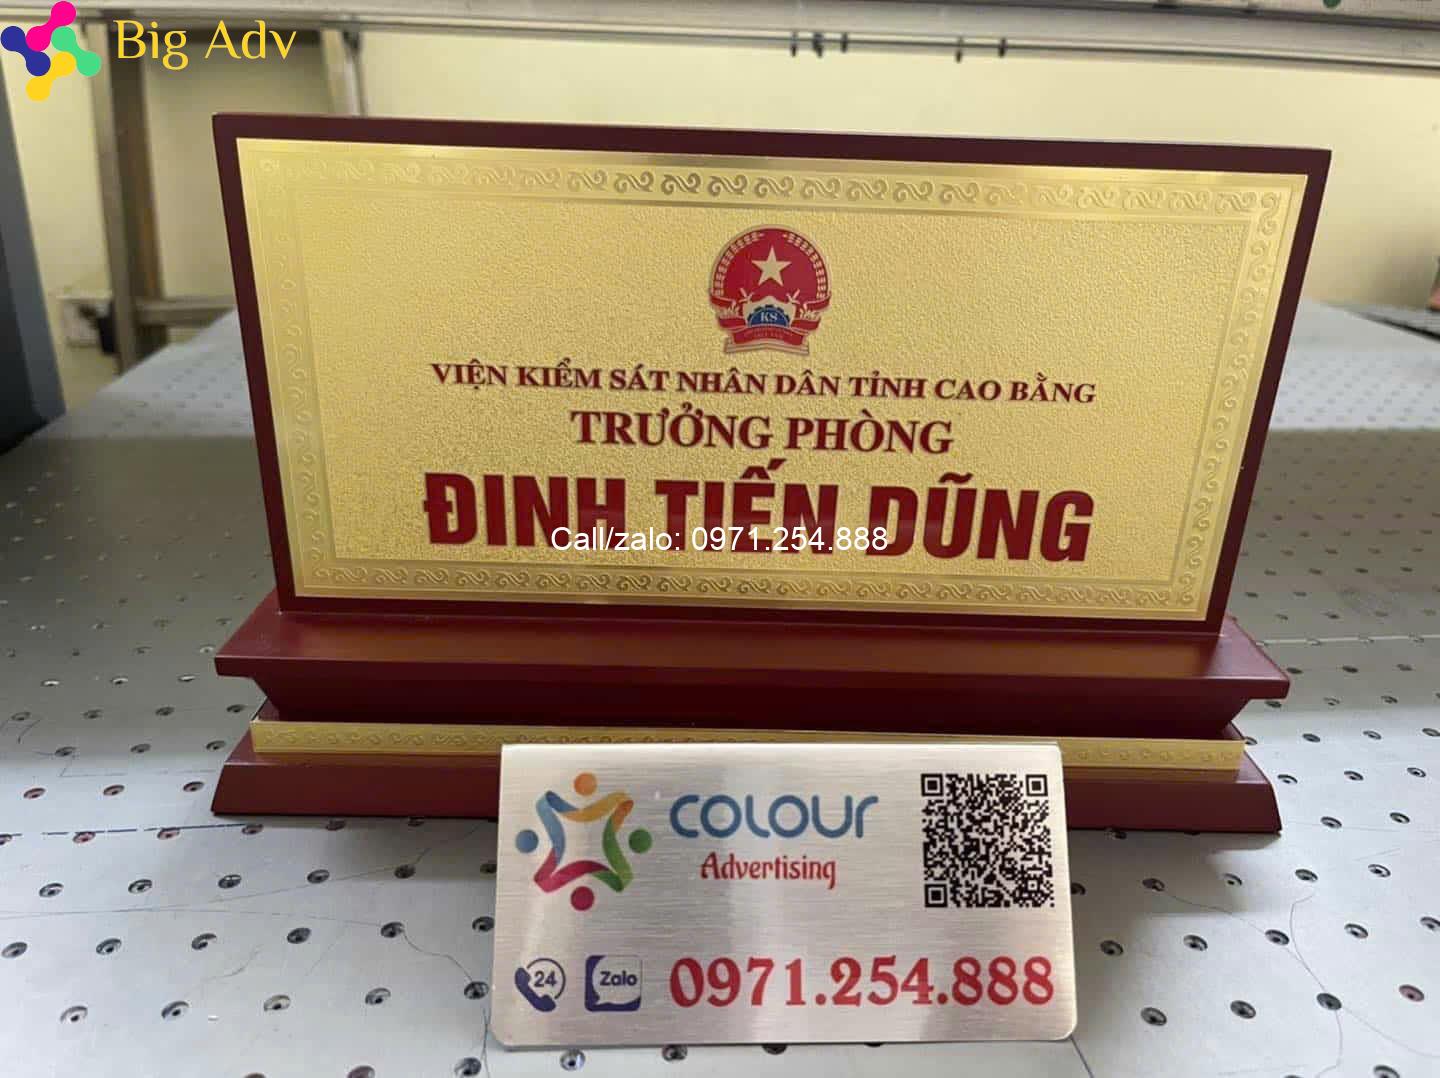 Big Adv
KS
VIỆN KIỂM SÁT NHÂN DÂN TỈNH CAO BẰNG
TRƯỞNG PHÒNG
ĐINH TIẾN DŨNG
Call/zalo: 0971.254.888
COLOUR
Advertising
24
Zalo
0971.254.888